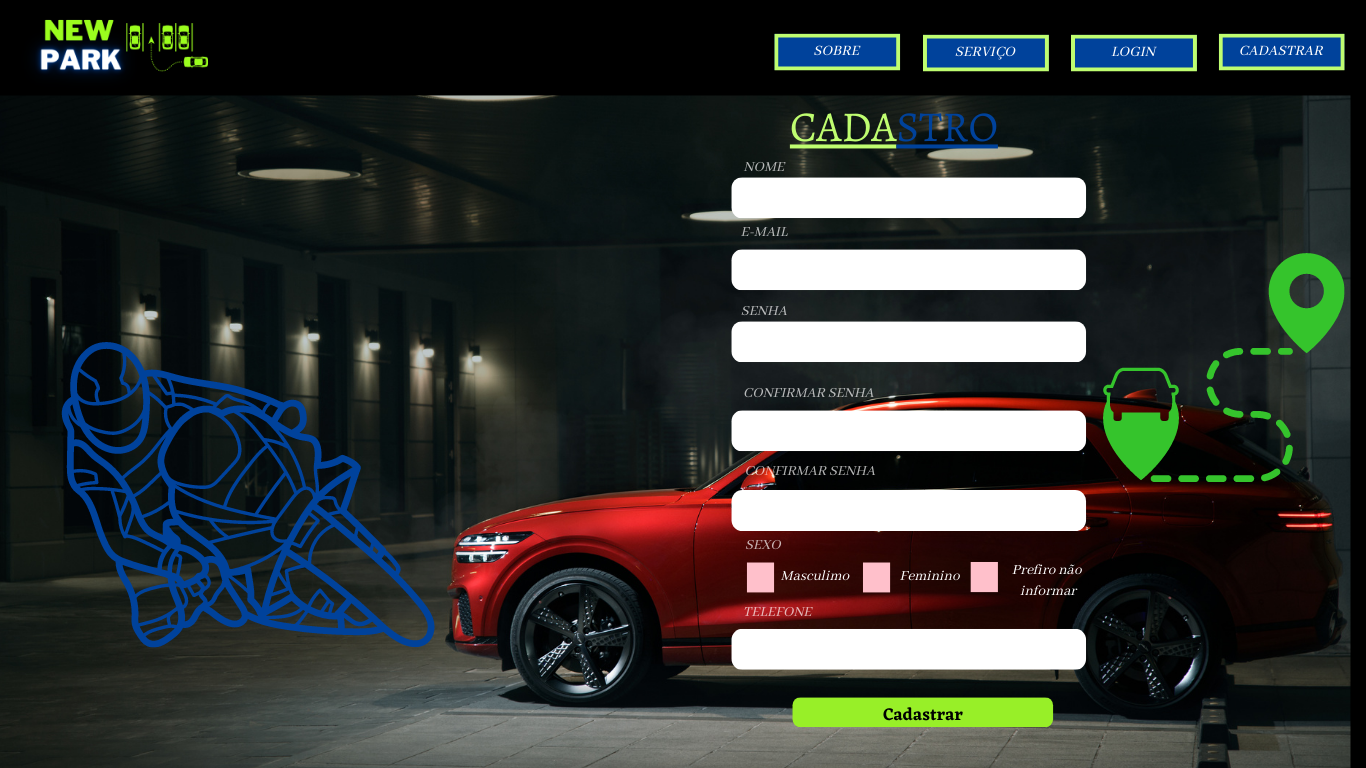 NEW
PARK
SOBRE
SERVIÇO
LOGIN
CADASTRAR
CADASTRO
NOME
E-MAIL
SENHA
CONFIRMAR SENHA
CONFIRMAR SENHA
SEXO
Masculimo
Feminino
Prefiro não
informar
TELEFONE
Cadastrar